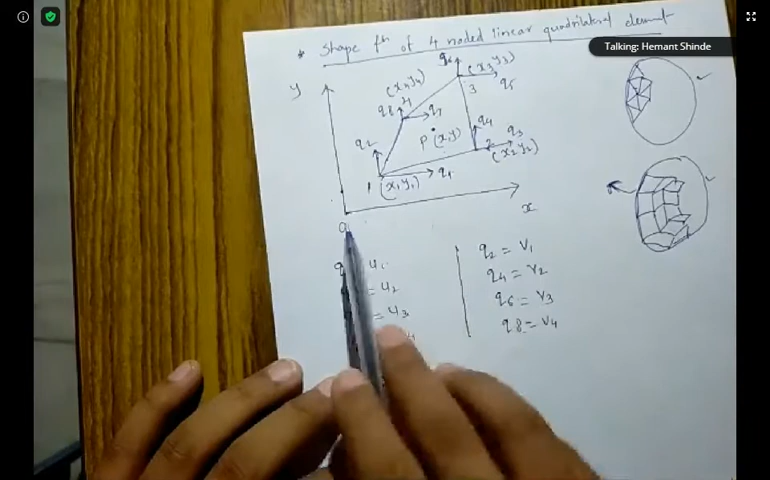 * Shape fⁿ of 4 noded linear quadrilateral element
Talking: Hemant Shinde
y
q6
(x3 y3)
3
q5
(x4 y4)
q8 4
q7
q4
q3
q2
P(x,y)
2
(x2 y2)
1 (x1 y1)
q1
x
q2 = v1
u1
q4 = v2
= u2
q6 = v3
= u3
q8 = v4
4